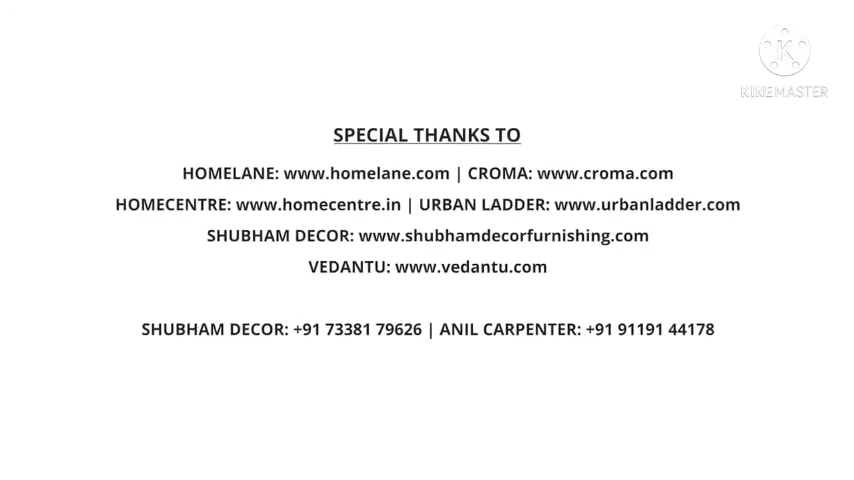 KINEMASTER
SPECIAL THANKS TO
HOMELANE: www.homelane.com | CROMA: www.croma.com
HOMECENTRE: www.homecentre.in | URBAN LADDER: www.urbanladder.com
SHUBHAM DECOR: www.shubhamdecorfurnishing.com
VEDANTU: www.vedantu.com
SHUBHAM DECOR: +91 73381 79626 | ANIL CARPENTER: +91 91191 44178